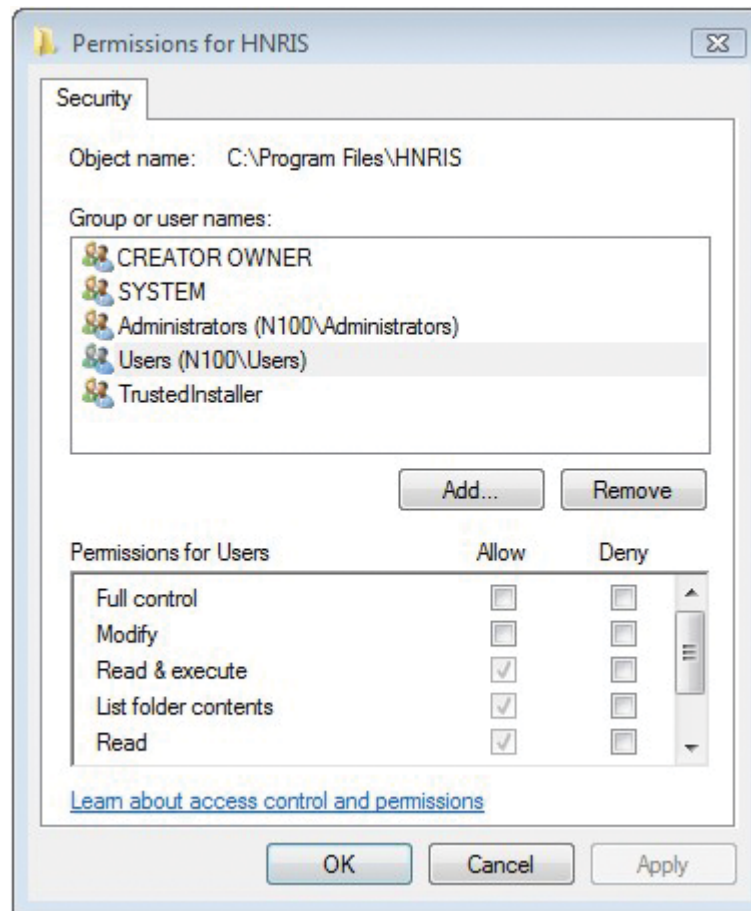 Permissions for HNRIS
Security
Object name: C:\Program Files\HNRIS
Group or user names:
CREATOR OWNER
SYSTEM
Administrators (N100\Administrators)
Users (N100\Users)
TrustedInstaller
Add... Remove
Permissions for Users Allow Deny
Full control
Modify
Read & execute
List folder contents
Read
Learn about access control and permissions
OK Cancel Apply